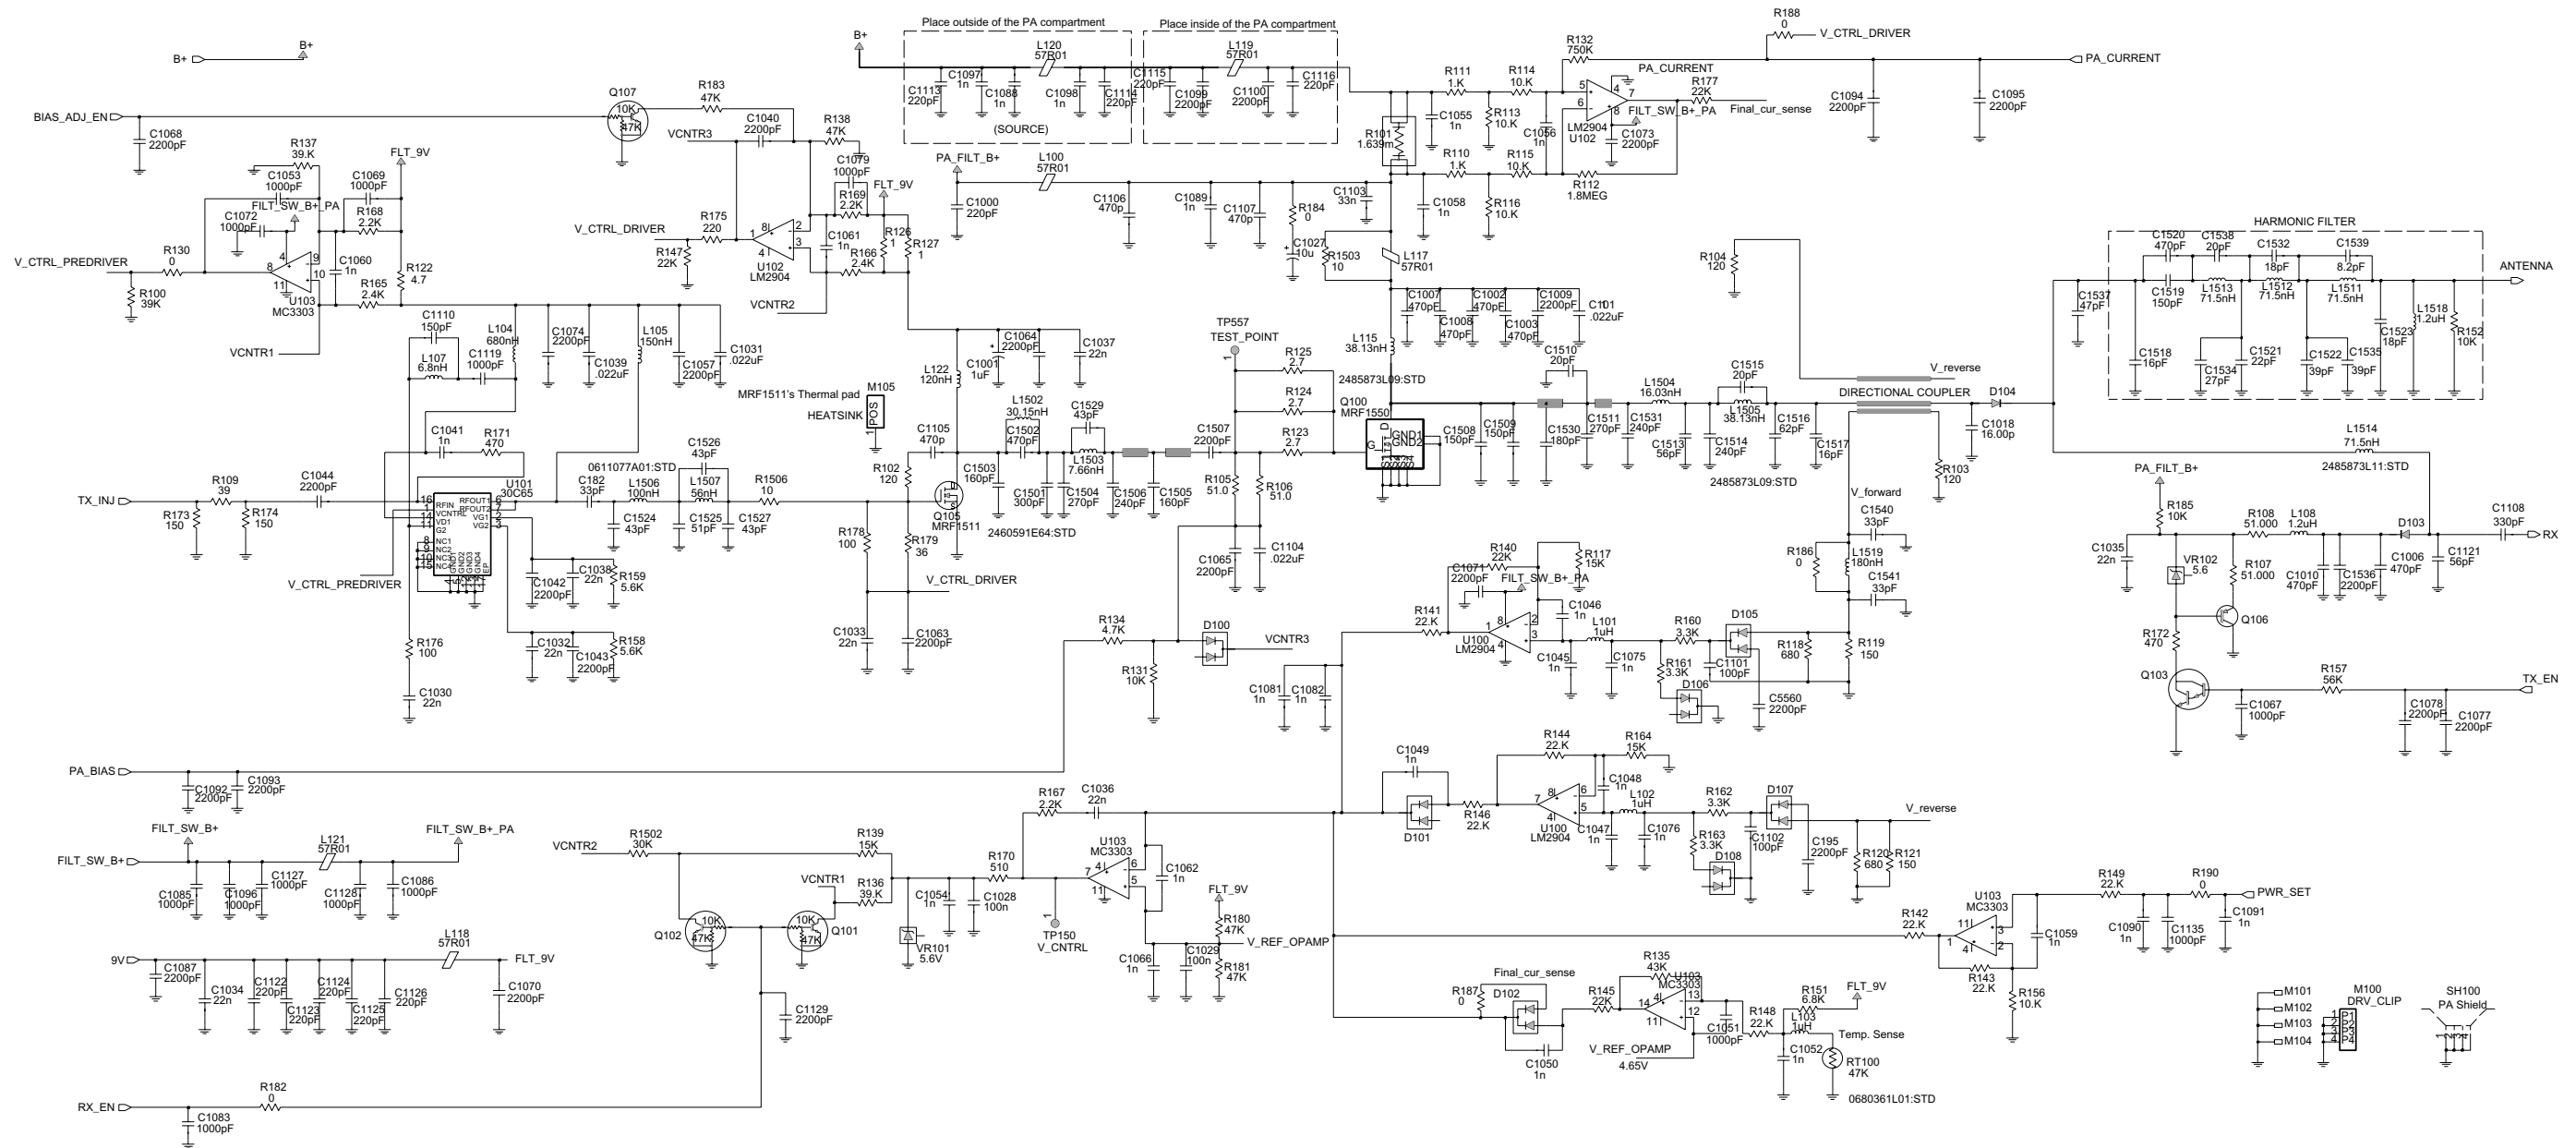 Place outside of the PA compartment
Place inside of the PA compartment
B+
B+
B+
L120
57R01
L119
57R01
C1113
220pF
C1097
1n
C1088
1n
C1098
1n
C1114
220pF
C1115
220pF
C1099
2200pF
C1100
2200pF
C1116
220pF
(SOURCE)
R188
0
V_CTRL_DRIVER
R132
750K
PA_CURRENT
PA_CURRENT
R111
1.K
R114
10.K
R177
22K
Final_cur_sense
FILT_SW_B+_PA
LM2904
U102
C1073
2200pF
C1094
2200pF
C1095
2200pF
C1055
1n
R113
10.K
C1056
1n
R101
1.639m
R110
1.K
R115
10.K
R112
1.8MEG
C1058
1n
R116
10.K
BIAS_ADJ_EN
C1068
2200pF
Q107
10K
47K
R183
47K
VCNTR3
C1040
2200pF
R138
47K
C1079
1000pF
FLT_9V
R169
2.2K
R137
39.K
FLT_9V
C1053
1000pF
C1069
1000pF
FILT_SW_B+_PA
C1072
1000pF
R168
2.2K
V_CTRL_PREDRIVER
R130
0
R100
39K
U103
MC3303
C1060
1n
R165
2.4K
R122
4.7
VCNTR1
V_CTRL_DRIVER
R175
220
R147
22K
U102
LM2904
C1061
1n
R166
2.4K
R126
1
R127
1
VCNTR2
PA_FILT_B+
L100
57R01
C1000
220pF
C1106
470p
C1089
1n
C1107
470p
R184
0
C1027
10u
C1103
33n
R1503
10
L117
57R01
R104
120
HARMONIC FILTER
C1520
470pF
C1538
20pF
C1532
18pF
C1539
8.2pF
ANTENNA
C1537
47pF
C1519
150pF
L1513
71.5nH
L1512
71.5nH
L1511
71.5nH
L1518
1.2uH
C1523
18pF
R152
10K
C1518
16pF
C1534
27pF
C1521
22pF
C1522
39pF
C1535
39pF
C1110
150pF
L104
680nH
L107
6.8nH
C1119
1000pF
C1074
2200pF
C1039
.022uF
L105
150nH
C1057
2200pF
C1031
.022uF
C1064
2200pF
C1037
22n
C1001
1uF
L122
120nH
TP557
TEST_POINT
R125
2.7
R124
2.7
R123
2.7
L115
38.13nH
2485873L09:STD
C1007
470pF
C1008
470pF
C1002
470pF
C1003
470pF
C1009
2200pF
C101
.022uF
C1510
20pF
Q100
MRF1550
G
D
GND1
GND2
L1504
16.03nH
C1515
20pF
L1505
38.13nH
V_reverse
DIRECTIONAL COUPLER
D104
C1018
16.00p
C1508
150pF
C1509
150pF
C1530
180pF
C1511
270pF
C1531
240pF
C1513
56pF
C1514
240pF
C1516
62pF
C1517
16pF
2485873L09:STD
R103
120
L1514
71.5nH
2485873L11:STD
MRF1511's Thermal pad
HEATSINK
M105
POS
C1041
1n
R171
470
TX_INJ
R109
39
R173
150
R174
150
C1044
2200pF
0611077A01:STD
U101
30C65
RFIN
VCNTRL
VD1
G2
NC1
NC2
NC3
NC4
RFOUT1
RFOUT2
VG1
VG2
GND1
GND2
GND3
GND4
EP
V_CTRL_PREDRIVER
C182
33pF
L1506
100nH
C1526
43pF
L1507
56nH
R1506
10
C1524
43pF
C1525
51pF
C1527
43pF
R102
120
C1105
470p
Q105
MRF1511
R178
100
R179
36
C1503
160pF
L1502
30.15nH
C1502
470pF
C1529
43pF
L1503
7.66nH
C1501
300pF
C1504
270pF
C1506
240pF
C1505
160pF
2460591E64:STD
C1507
2200pF
R105
51.0
R106
51.0
C1065
2200pF
C1104
.022uF
C1042
2200pF
C1038
22n
R159
5.6K
C1032
22n
C1043
2200pF
R158
5.6K
R176
100
C1030
22n
V_CTRL_DRIVER
C1033
22n
C1063
2200pF
R134
4.7K
R131
10K
D100
VCNTR3
R140
22K
R117
15K
C1071
2200pF
FILT_SW_B+_PA
R141
22.K
U100
LM2904
C1046
1n
L101
1uH
C1045
1n
C1075
1n
R160
3.3K
R161
3.3K
C1101
100pF
D105
D106
R118
680
R119
150
C5560
2200pF
V_forward
C1540
33pF
R186
0
L1519
180nH
C1541
33pF
C1081
1n
C1082
1n
PA_FILT_B+
R185
10K
R108
51.000
L108
1.2uH
D103
C1108
330pF
RX
C1035
22n
VR102
5.6
R107
51.000
C1010
470pF
C1536
2200pF
C1006
470pF
C1121
56pF
Q106
R172
470
Q103
R157
56K
TX_EN
C1067
1000pF
C1078
2200pF
C1077
2200pF
PA_BIAS
C1092
2200pF
C1093
2200pF
FILT_SW_B+
L121
57R01
FILT_SW_B+_PA
FILT_SW_B+
C1085
1000pF
C1096
1000pF
C1127
1000pF
C1128
1000pF
C1086
1000pF
9V
L118
57R01
FLT_9V
C1087
2200pF
C1034
22n
C1122
220pF
C1123
220pF
C1124
220pF
C1125
220pF
C1126
220pF
C1070
2200pF
RX_EN
R182
0
C1083
1000pF
VCNTR2
R1502
30K
R139
15K
VCNTR1
R136
39.K
Q102
10K
47K
Q101
10K
47K
C1129
2200pF
VR101
5.6V
C1054
1n
C1028
100n
R170
510
R167
2.2K
C1036
22n
U103
MC3303
C1062
1n
TP150
V_CNTRL
FLT_9V
R180
47K
V_REF_OPAMP
C1066
1n
C1029
100n
R181
47K
C1049
1n
D101
R146
22.K
R144
22.K
R164
15K
U100
LM2904
C1048
1n
L102
1uH
C1047
1n
C1076
1n
R162
3.3K
R163
3.3K
D107
D108
C1102
100pF
C195
2200pF
V_reverse
R120
680
R121
150
R142
22.K
U103
MC3303
R143
22.K
C1059
1n
R156
10.K
R149
22.K
R190
0
PWR_SET
C1090
1n
C1135
1000pF
C1091
1n
Final_cur_sense
R187
0
D102
C1050
1n
R145
22K
R135
43K
U103
MC3303
V_REF_OPAMP
4.65V
C1051
1000pF
R148
22.K
R151
6.8K
FLT_9V
L103
1uH
Temp. Sense
C1052
1n
RT100
47K
0680361L01:STD
M101
M102
M103
M104
M100
DRV_CLIP
P1
P2
P3
P4
SH100
PA Shield